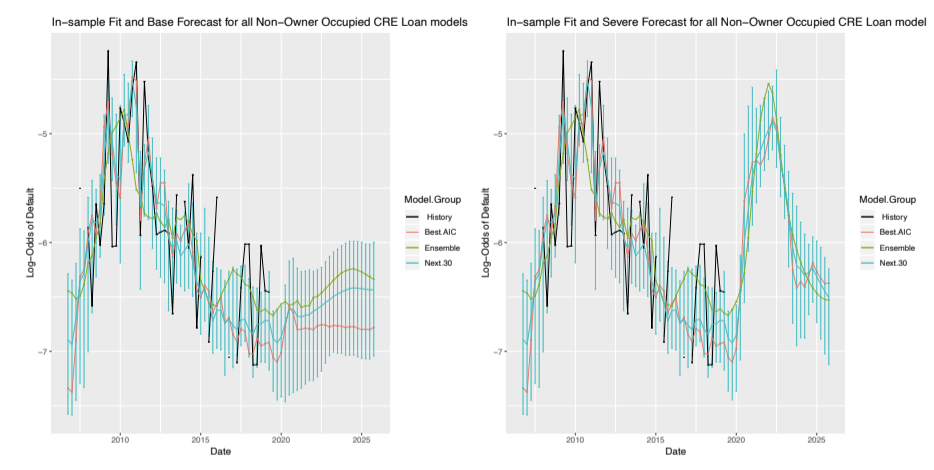 In-sample Fit and Base Forecast for all Non-Owner Occupied CRE Loan models
-5
-6
-7
Log-Odds of Default
2010
2015
2020
2025
Date
Model.Group
History
Best.AIC
Ensemble
Next.30
In-sample Fit and Severe Forecast for all Non-Owner Occupied CRE Loan model
-5
-6
-7
Log-Odds of Default
2010
2015
2020
2025
Date
Model.Group
History
Best.AIC
Ensemble
Next.30